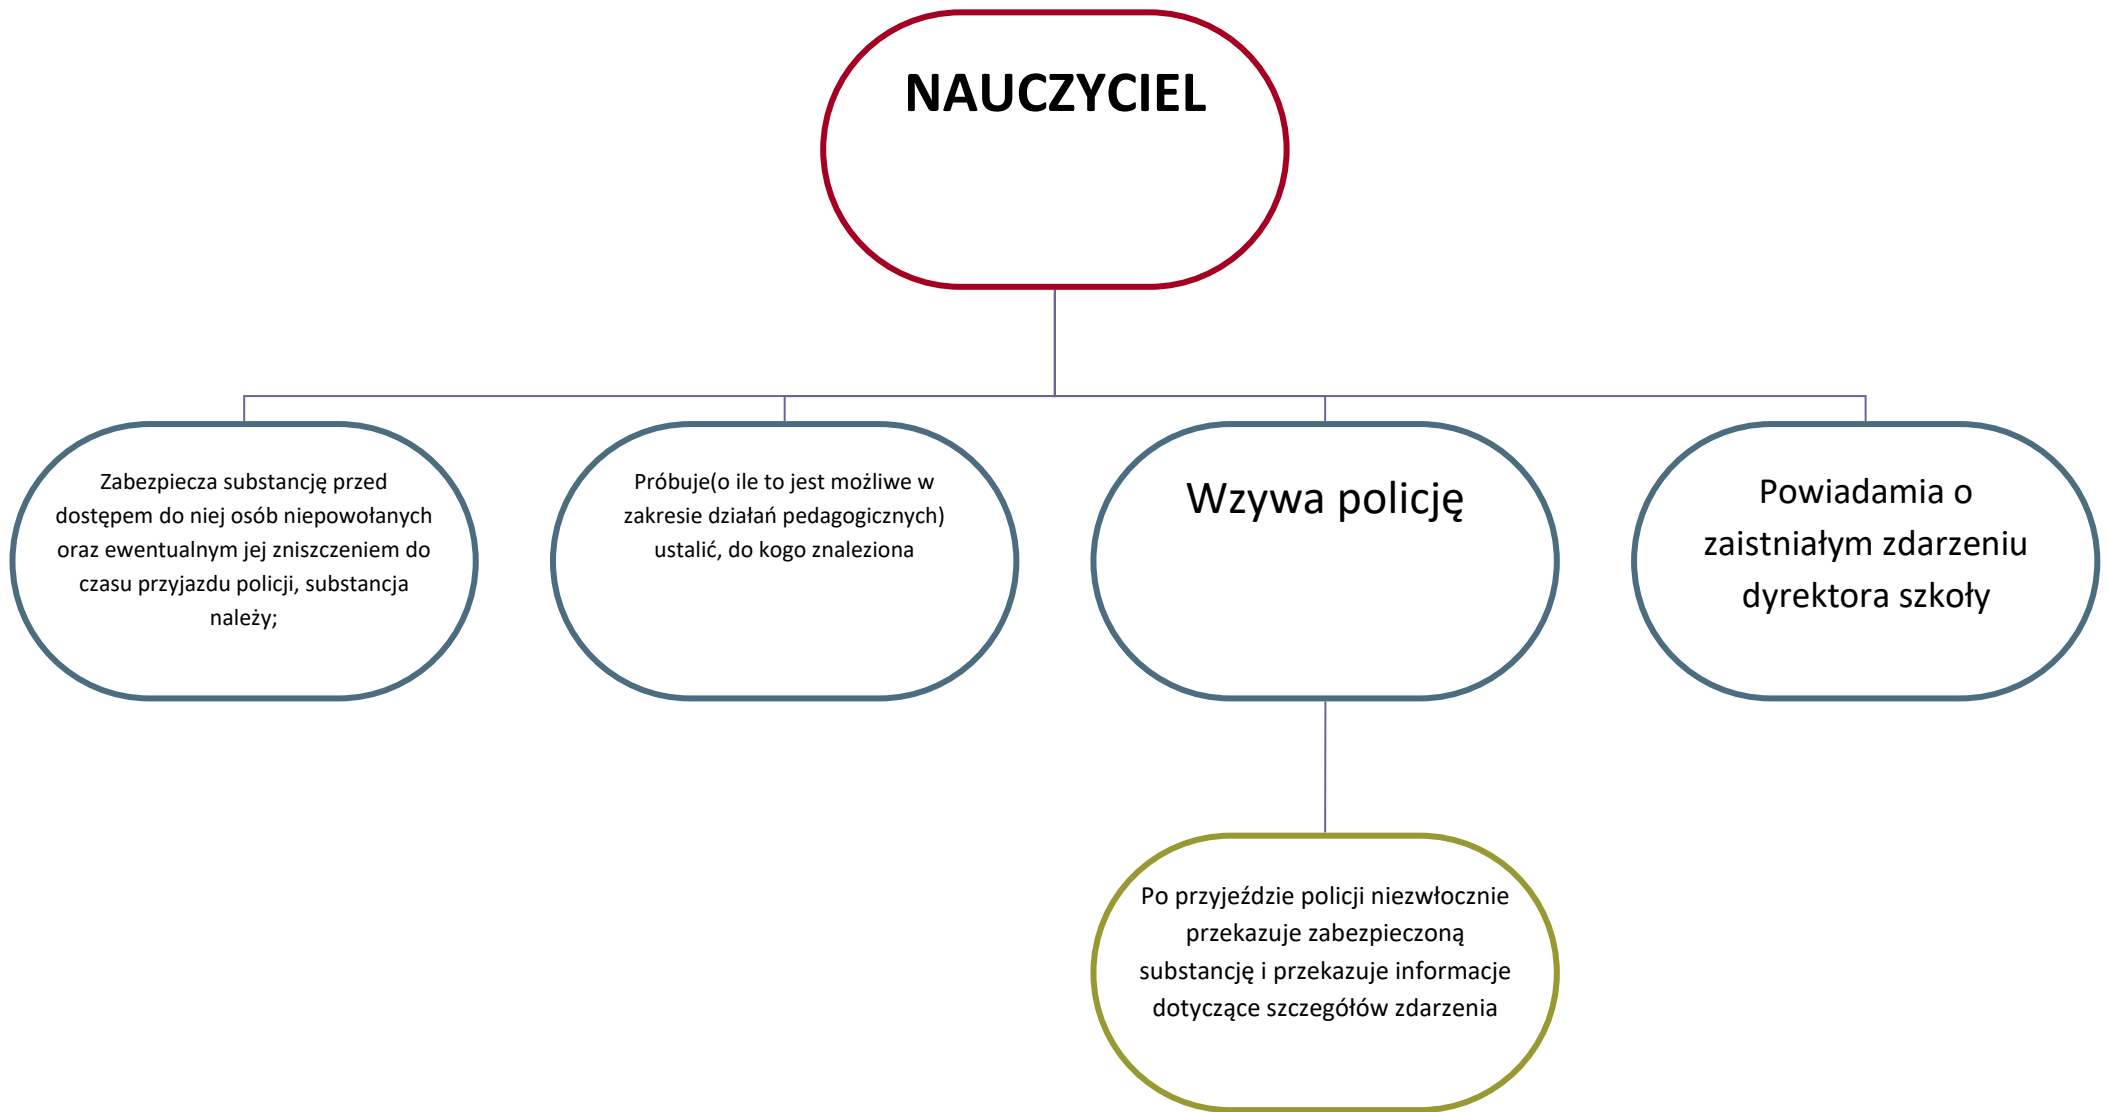 NAUCZYCIEL
Zabezpiecza substancję przed
dostępem do niej osób niepowołanych
oraz ewentualnym jej zniszczeniem do
czasu przyjazdu policji, substancja
należy;
Próbuje(o ile to jest możliwe w
zakresie działań pedagogicznych)
ustalić, do kogo znaleziona
Wzywa policję
Powiadamia o
zaistniałym zdarzeniu
dyrektora szkoły
Po przyjeździe policji niezwłocznie
przekazuje zabezpieczoną
substancję i przekazuje informacje
dotyczące szczegółów zdarzenia